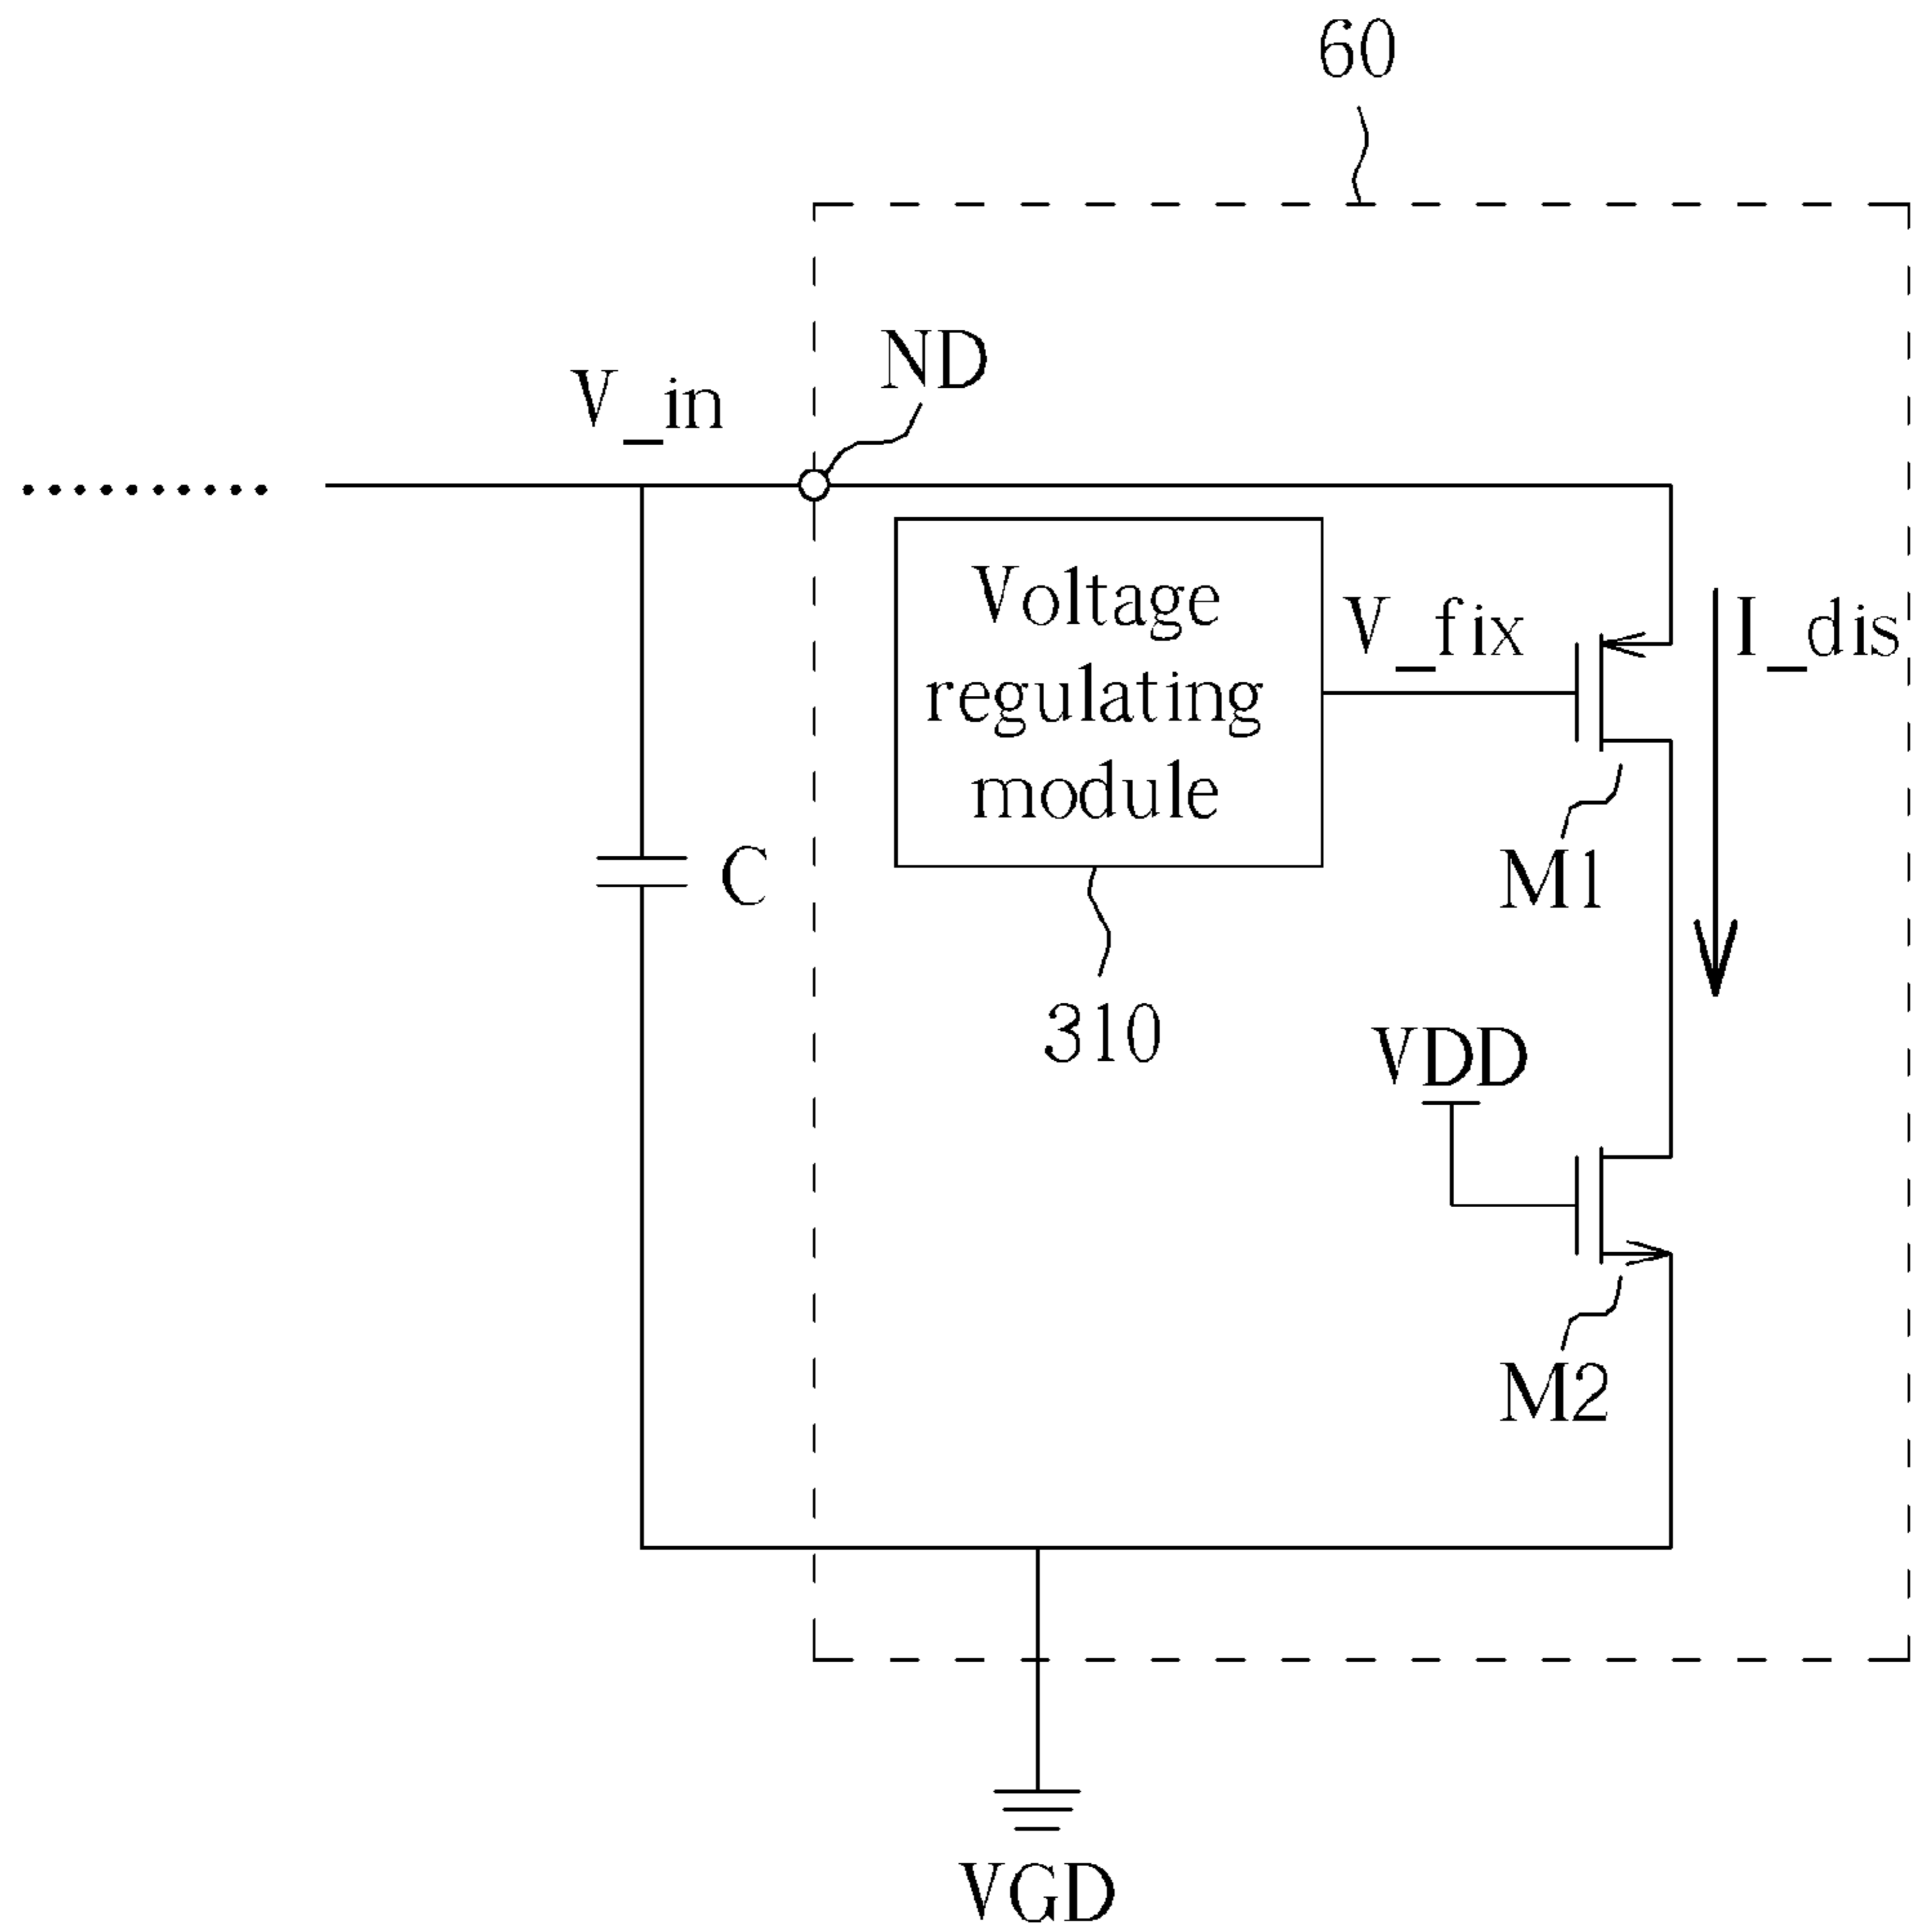 60
ND
V_in
Voltage
regulating
module
V_fix
I_dis
M1
C
310
VDD
M2
VGD